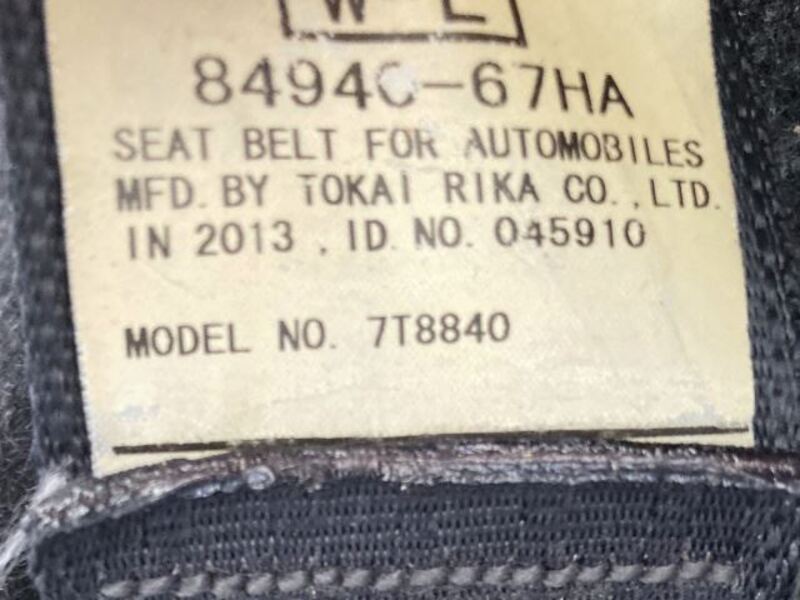 W-E
84940-67HA
SEAT BELT FOR AUTOMOBILES
MFD. BY TOKAI RIKA CO., LTD.
IN 2013 , ID. NO. 045910
MODEL NO. 7T8840